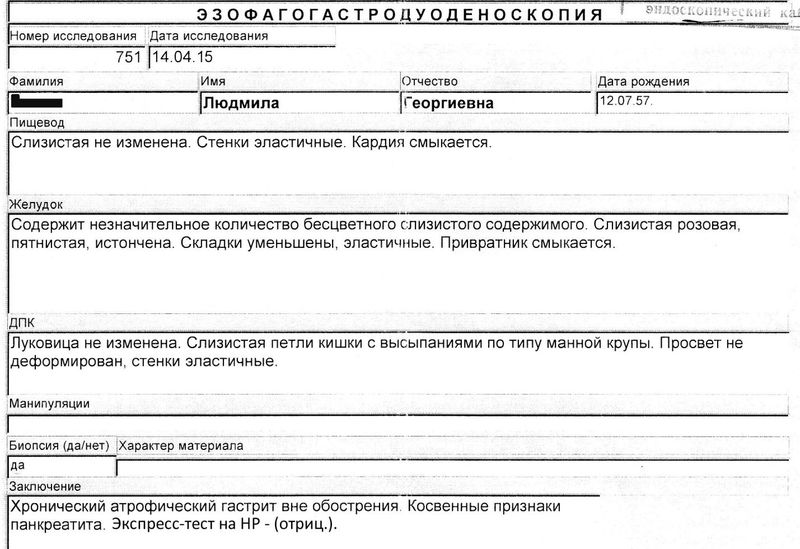 ЭЗОФАГОГАСТРОДУОДЕНОСКОПИЯ
эндоскопический
Номер исследования Дата исследования
751 14.04.15
Фамилия Имя Отчество Дата рождения
Людмила Георгиевна 12.07.57.
Пищевод
Слизистая не изменена. Стенки эластичные. Кардия смыкается.
Желудок
Содержит незначительное количество бесцветного слизистого содержимого. Слизистая розовая,
пятнистая, истончена. Складки уменьшены, эластичные. Привратник смыкается.
ДПК
Луковица не изменена. Слизистая петли кишки с высыпаниями по типу манной крупы. Просвет не
деформирован, стенки эластичные.
Манипуляции
Биопсия (да/нет) Характер материала
да
Заключение
Хронический атрофический гастрит вне обострения. Косвенные признаки
панкреатита. Экспресс-тест на НР - (отриц.).